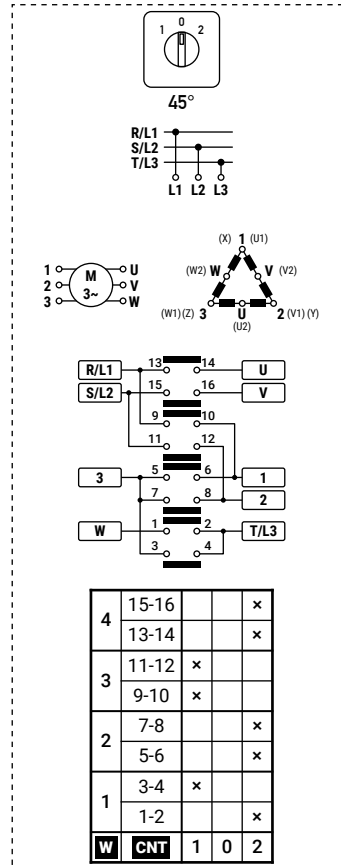 0
1 2
45°
R/L1
S/L2
T/L3
L1 L2 L3
(X) 1 (U1)
1 M U
2 3~ V
3 W
(W2) W V (V2)
(W1)(Z) 3 U 2 (V1)(Y)
(U2)
R/L1 13 14 U
S/L2 15 16 V
9 10
11 12
3 5 6 1
7 8 2
W 1 2 T/L3
3 4
4 15-16 ×
13-14 ×
3 11-12 ×
9-10 ×
2 7-8 ×
5-6 ×
1 3-4 ×
1-2 ×
W CNT 1 0 2